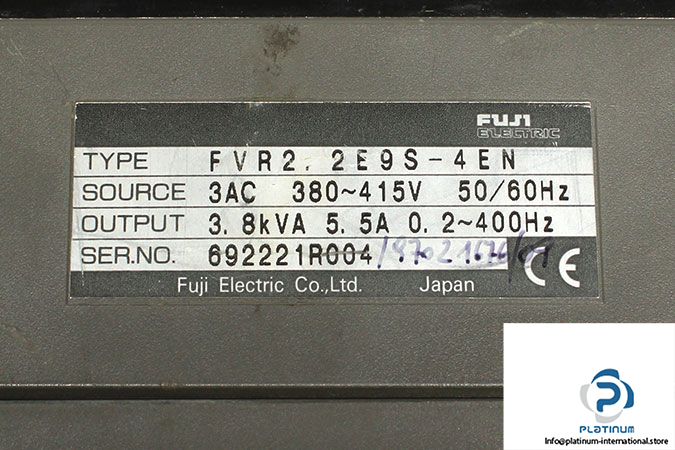 FUJI
ELECTRIC
TYPE FVR2.2E9S-4EN
SOURCE 3AC 380~415V 50/60Hz
OUTPUT 3.8kVA 5.5A 0.2~400Hz
SER.NO. 692221R004
CE
Fuji Electric Co.,Ltd. Japan
PLATINUM
INTERNATIONAL
Info@platinum-international.store